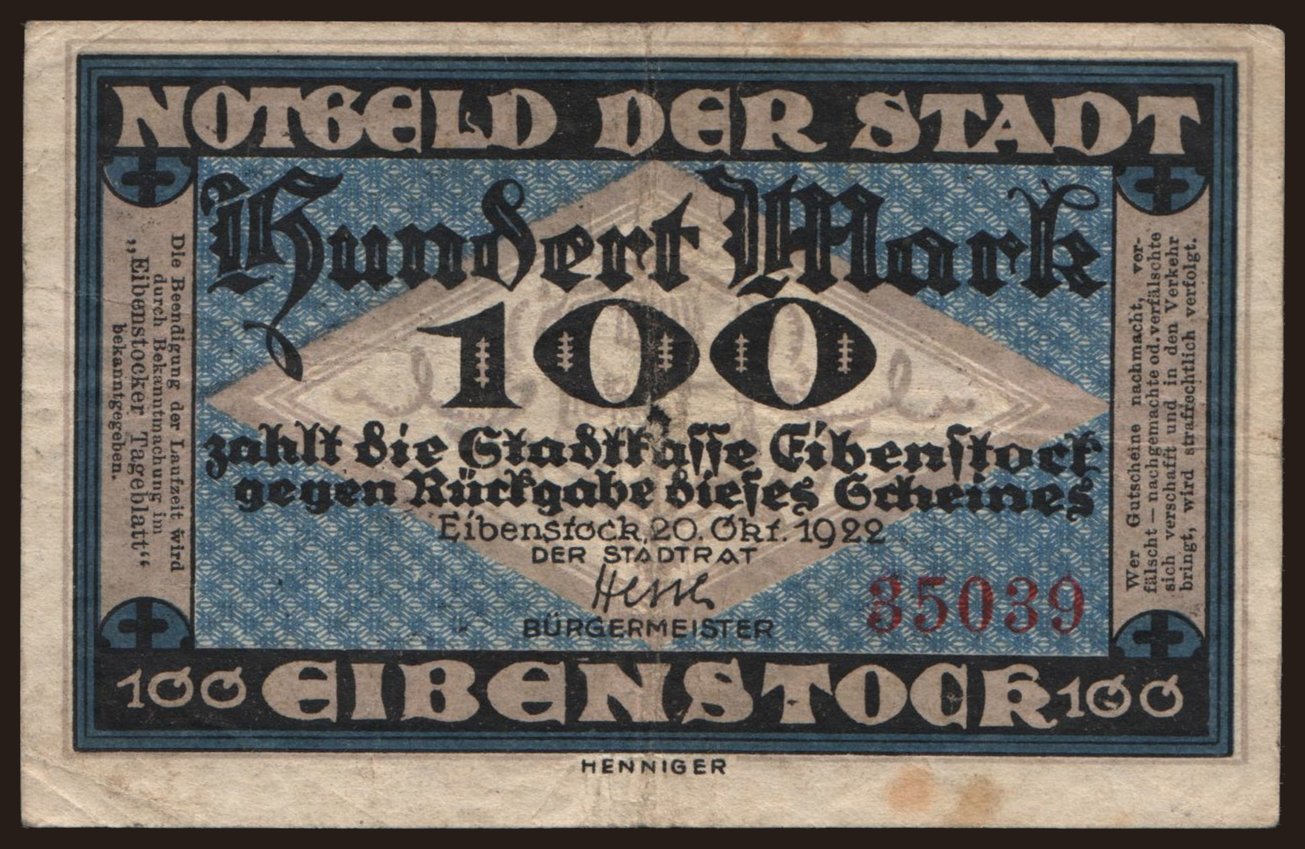 NOTGELD DER STADT
Hundert Mark
100
zahlt die Stadtkasse Eibenstock
gegen Rückgabe dieses Scheines
Eibenstock, 20. Okt. 1922
DER STADTRAT
Hesse
BÜRGERMEISTER
35039
100 EIBENSTOCK 100
HENNIGER
Die Beendigung der Laufzeit wird
durch Bekanntmachung im
„Eibenstocker Tageblatt“
bekanntgegeben.
Wer Gutscheine nachmacht, ver-
fälscht — nachgemachte od. verfälschte
sich verschafft und in den Verkehr
bringt, wird strafrechtlich verfolgt.